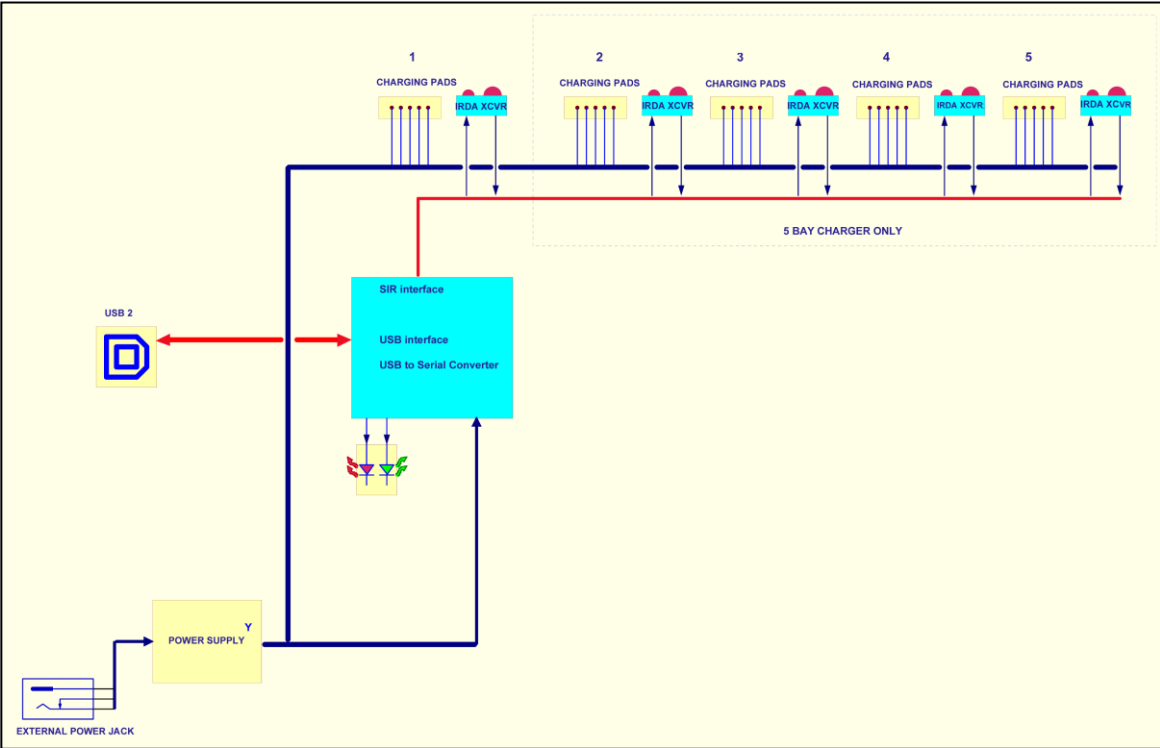 1
2
3
4
5
CHARGING PADS
CHARGING PADS
CHARGING PADS
CHARGING PADS
CHARGING PADS
IRDA XCVR
IRDA XCVR
IRDA XCVR
IRDA XCVR
IRDA XCVR
5 BAY CHARGER ONLY
SIR interface
USB 2
USB interface
USB to Serial Converter
Y
POWER SUPPLY
EXTERNAL POWER JACK